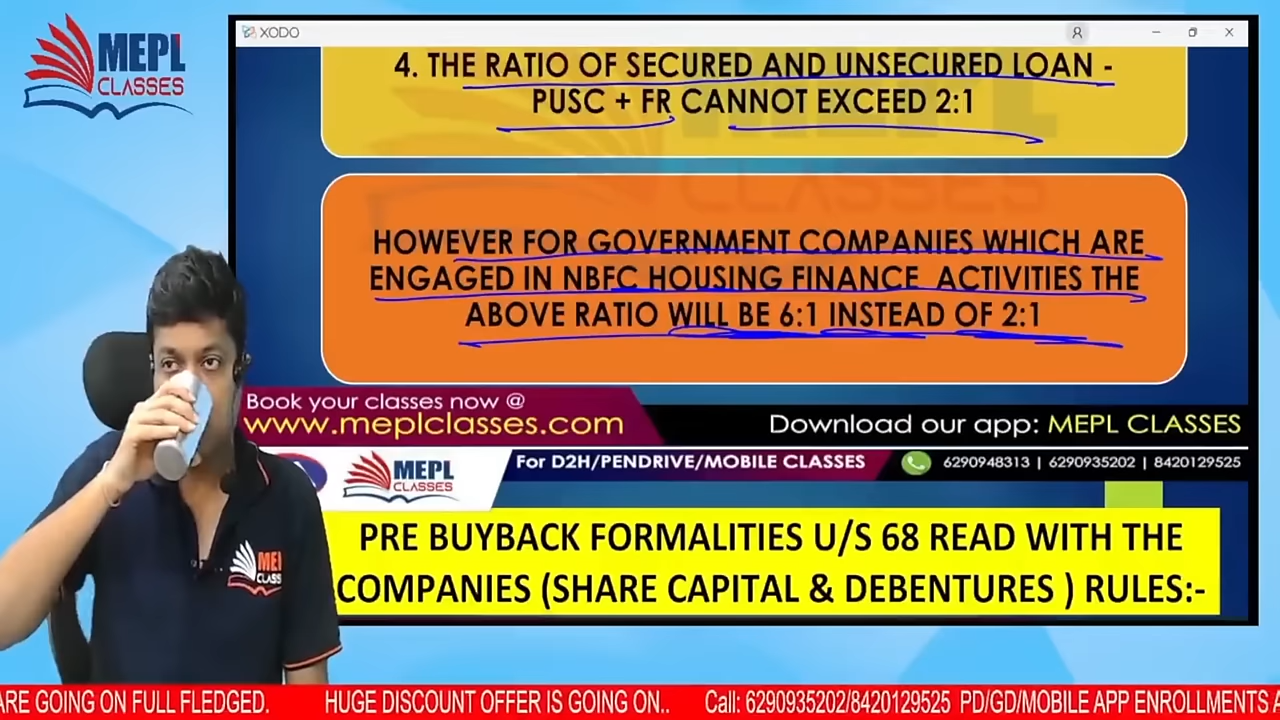 MEPL
CLASSES
XODO
4. THE RATIO OF SECURED AND UNSECURED LOAN -
PUSC + FR CANNOT EXCEED 2:1
CLASSES
HOWEVER FOR GOVERNMENT COMPANIES WHICH ARE
ENGAGED IN NBFC HOUSING FINANCE ACTIVITIES THE
ABOVE RATIO WILL BE 6:1 INSTEAD OF 2:1
Book your classes now @
www.meplclasses.com
Download our app: MEPL CLASSES
MEPL
CLASSES
For D2H/PENDRIVE/MOBILE CLASSES
6290948313 | 6290935202 | 8420129525
PRE BUYBACK FORMALITIES U/S 68 READ WITH THE
COMPANIES (SHARE CAPITAL & DEBENTURES ) RULES:-
MEI
CLASS
ARE GOING ON FULL FLEDGED. HUGE DISCOUNT OFFER IS GOING ON.. Call: 6290935202/8420129525 PD/GD/MOBILE APP ENROLLMENTS A